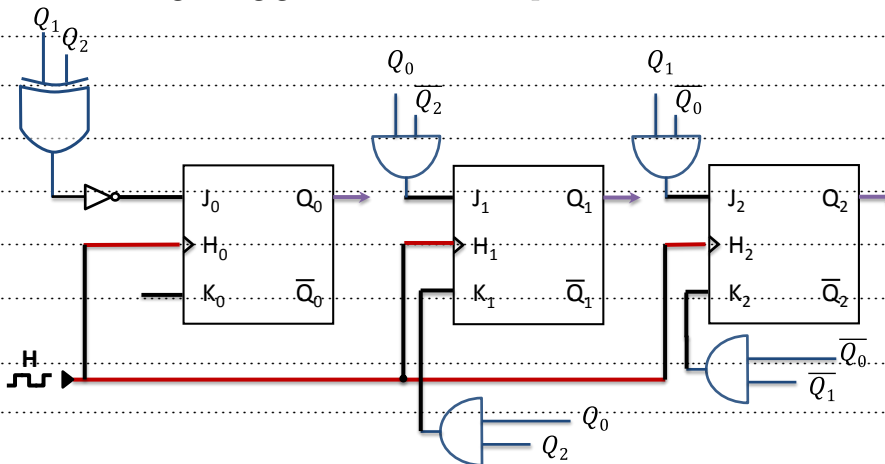 Q₁
Q₂
Q₀
Q̅₂
Q₁
Q̅₀
J₀ Q₀
J₁ Q₁
J₂ Q₂
H₀
H₁
H₂
K₀ Q̅₀
K₁ Q̅₁
K₂ Q̅₂
H
Q̅₀
Q̅₁
Q₀
Q₂